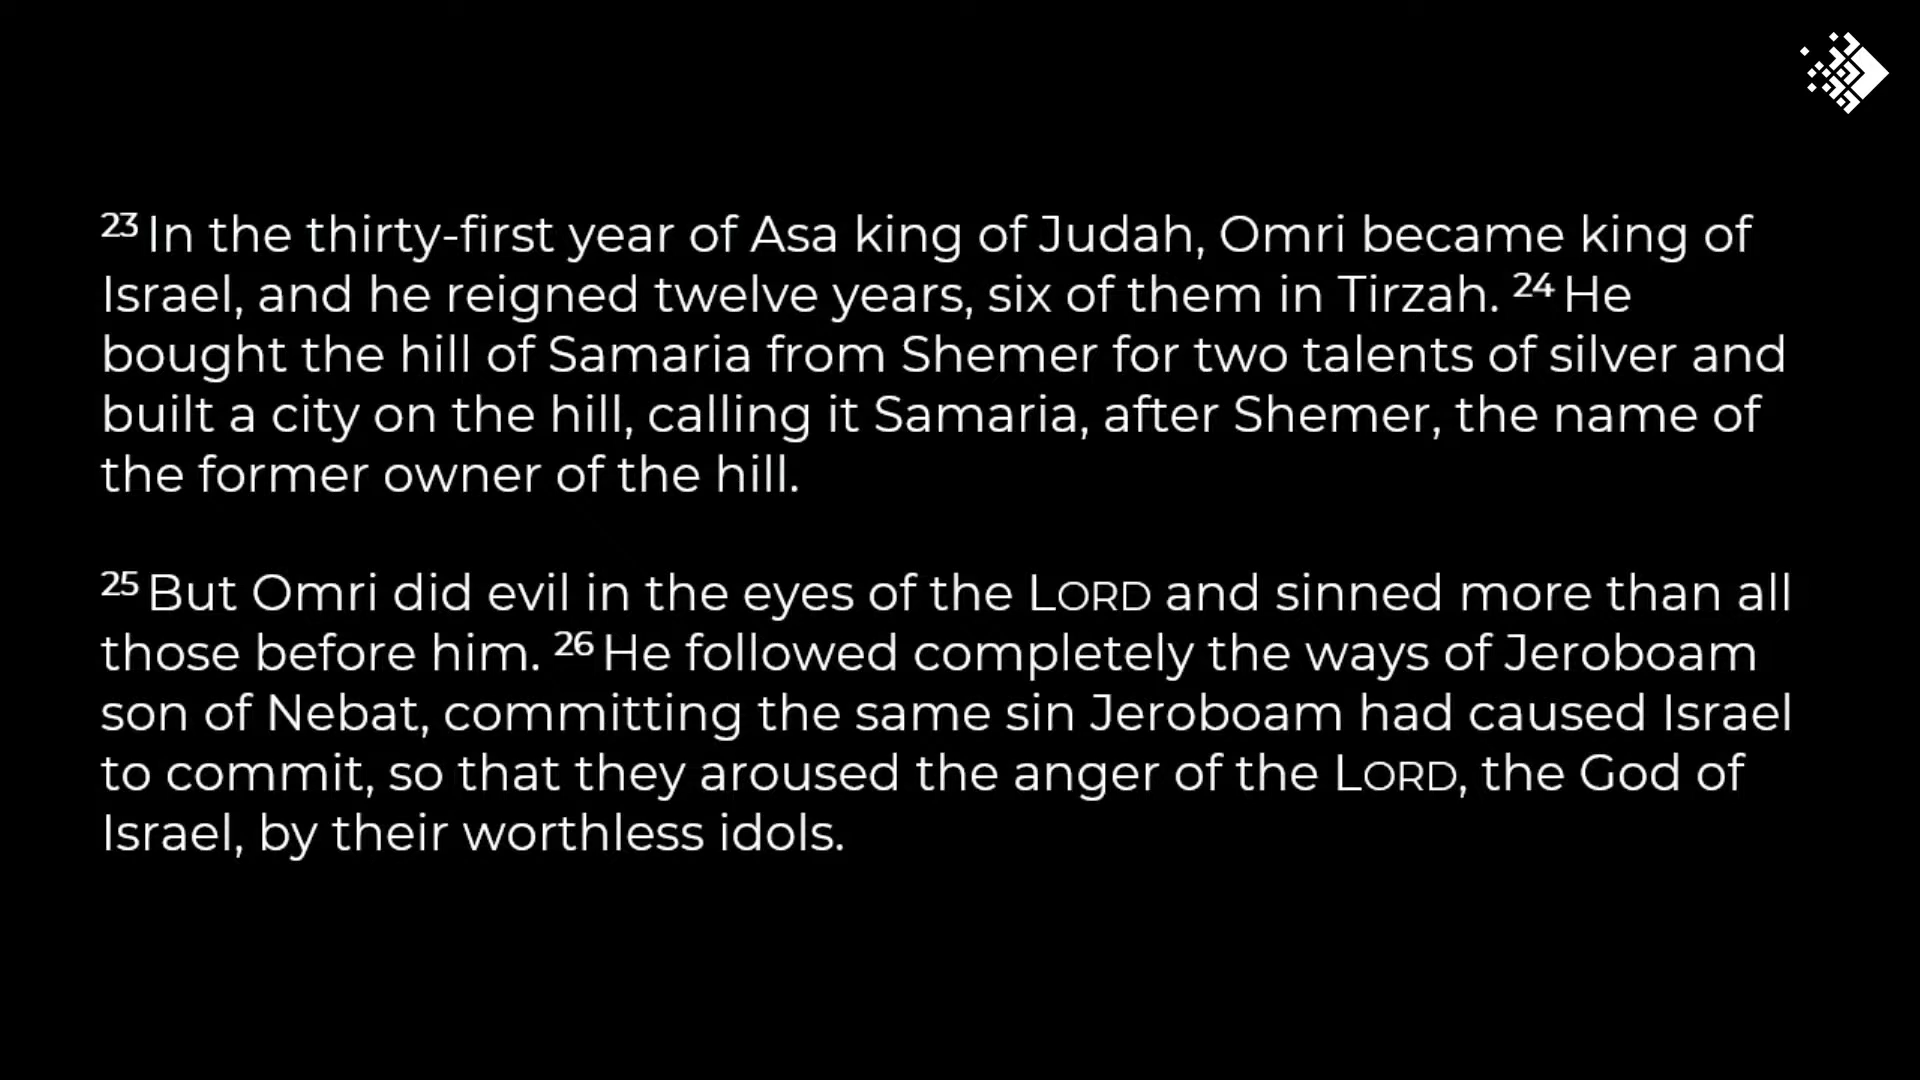 23 In the thirty-first year of Asa king of Judah, Omri became king of
Israel, and he reigned twelve years, six of them in Tirzah. 24 He
bought the hill of Samaria from Shemer for two talents of silver and
built a city on the hill, calling it Samaria, after Shemer, the name of
the former owner of the hill.
25 But Omri did evil in the eyes of the LORD and sinned more than all
those before him. 26 He followed completely the ways of Jeroboam
son of Nebat, committing the same sin Jeroboam had caused Israel
to commit, so that they aroused the anger of the LORD, the God of
Israel, by their worthless idols.